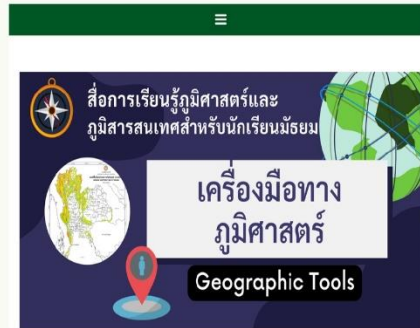 สื่อการเรียนรู้ภูมิศาสตร์และ
ภูมิสารสนเทศสำหรับนักเรียนมัธยม
เครื่องมือทาง
ภูมิศาสตร์
Geographic Tools